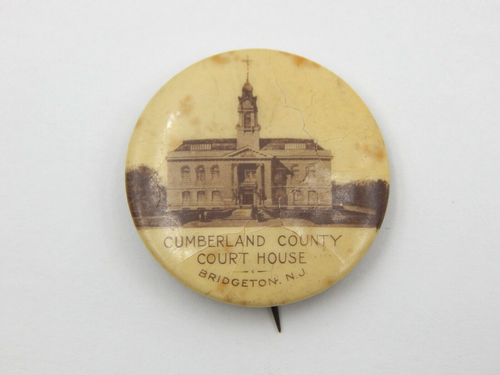 CUMBERLAND COUNTY
COURT HOUSE
BRIDGETON, N.J.